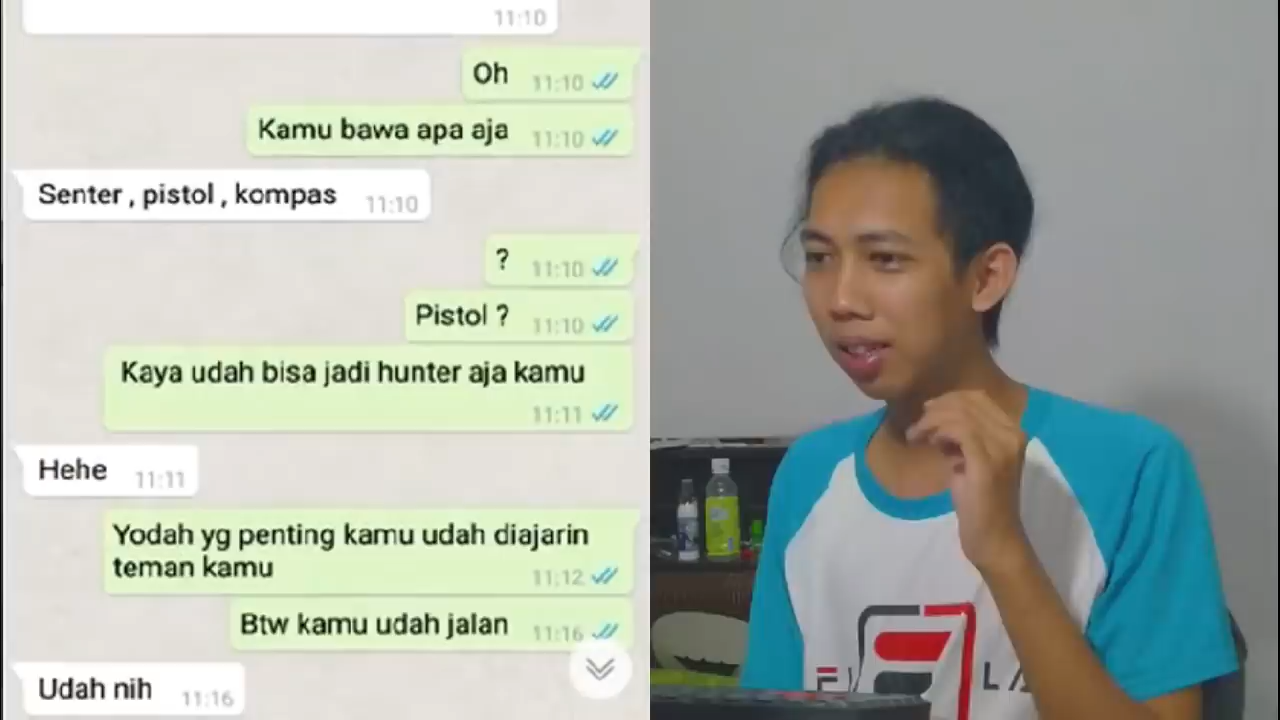 11:10
Oh 11:10
Kamu bawa apa aja 11:10
Senter , pistol , kompas 11:10
? 11:10
Pistol ? 11:10
Kaya udah bisa jadi hunter aja kamu
11:11
Hehe 11:11
Yodah yg penting kamu udah diajarin
teman kamu 11:12
Btw kamu udah jalan 11:16
Udah nih 11:16
FILA